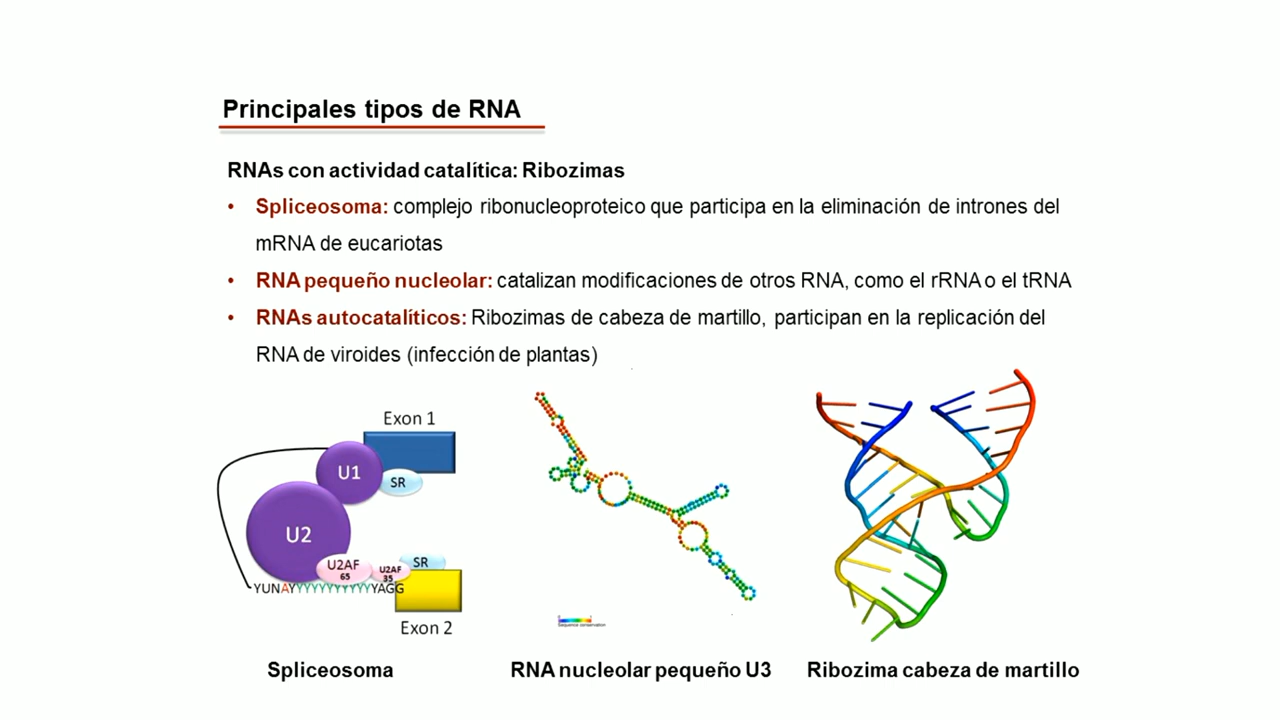 Principales tipos de RNA
RNAs con actividad catalítica: Ribozimas
• Spliceosoma: complejo ribonucleoproteico que participa en la eliminación de intrones del
mRNA de eucariotas
• RNA pequeño nucleolar: catalizan modificaciones de otros RNA, como el rRNA o el tRNA
• RNAs autocatalíticos: Ribozimas de cabeza de martillo, participan en la replicación del
RNA de viroides (infección de plantas)
Exon 1
U1
SR
U2
U2AF
65
U2AF
35
SR
YUNAYYYYYYYYYYYYAGG
Exon 2
Sequence conservation
Spliceosoma
RNA nucleolar pequeño U3
Ribozima cabeza de martillo